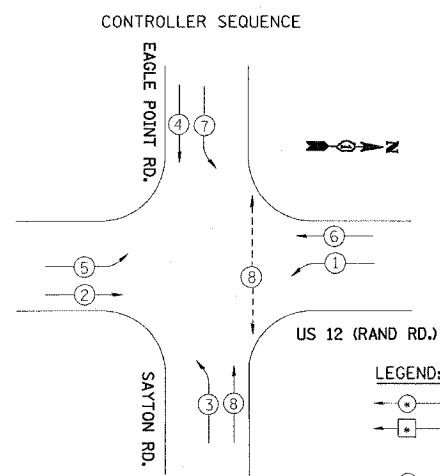 CONTROLLER SEQUENCE
EAGLE POINT RD.
4
7
N
6
5
1
2
8
US 12 (RAND RD.)
LEGEND:
SAYTON RD.
3
8
*
*